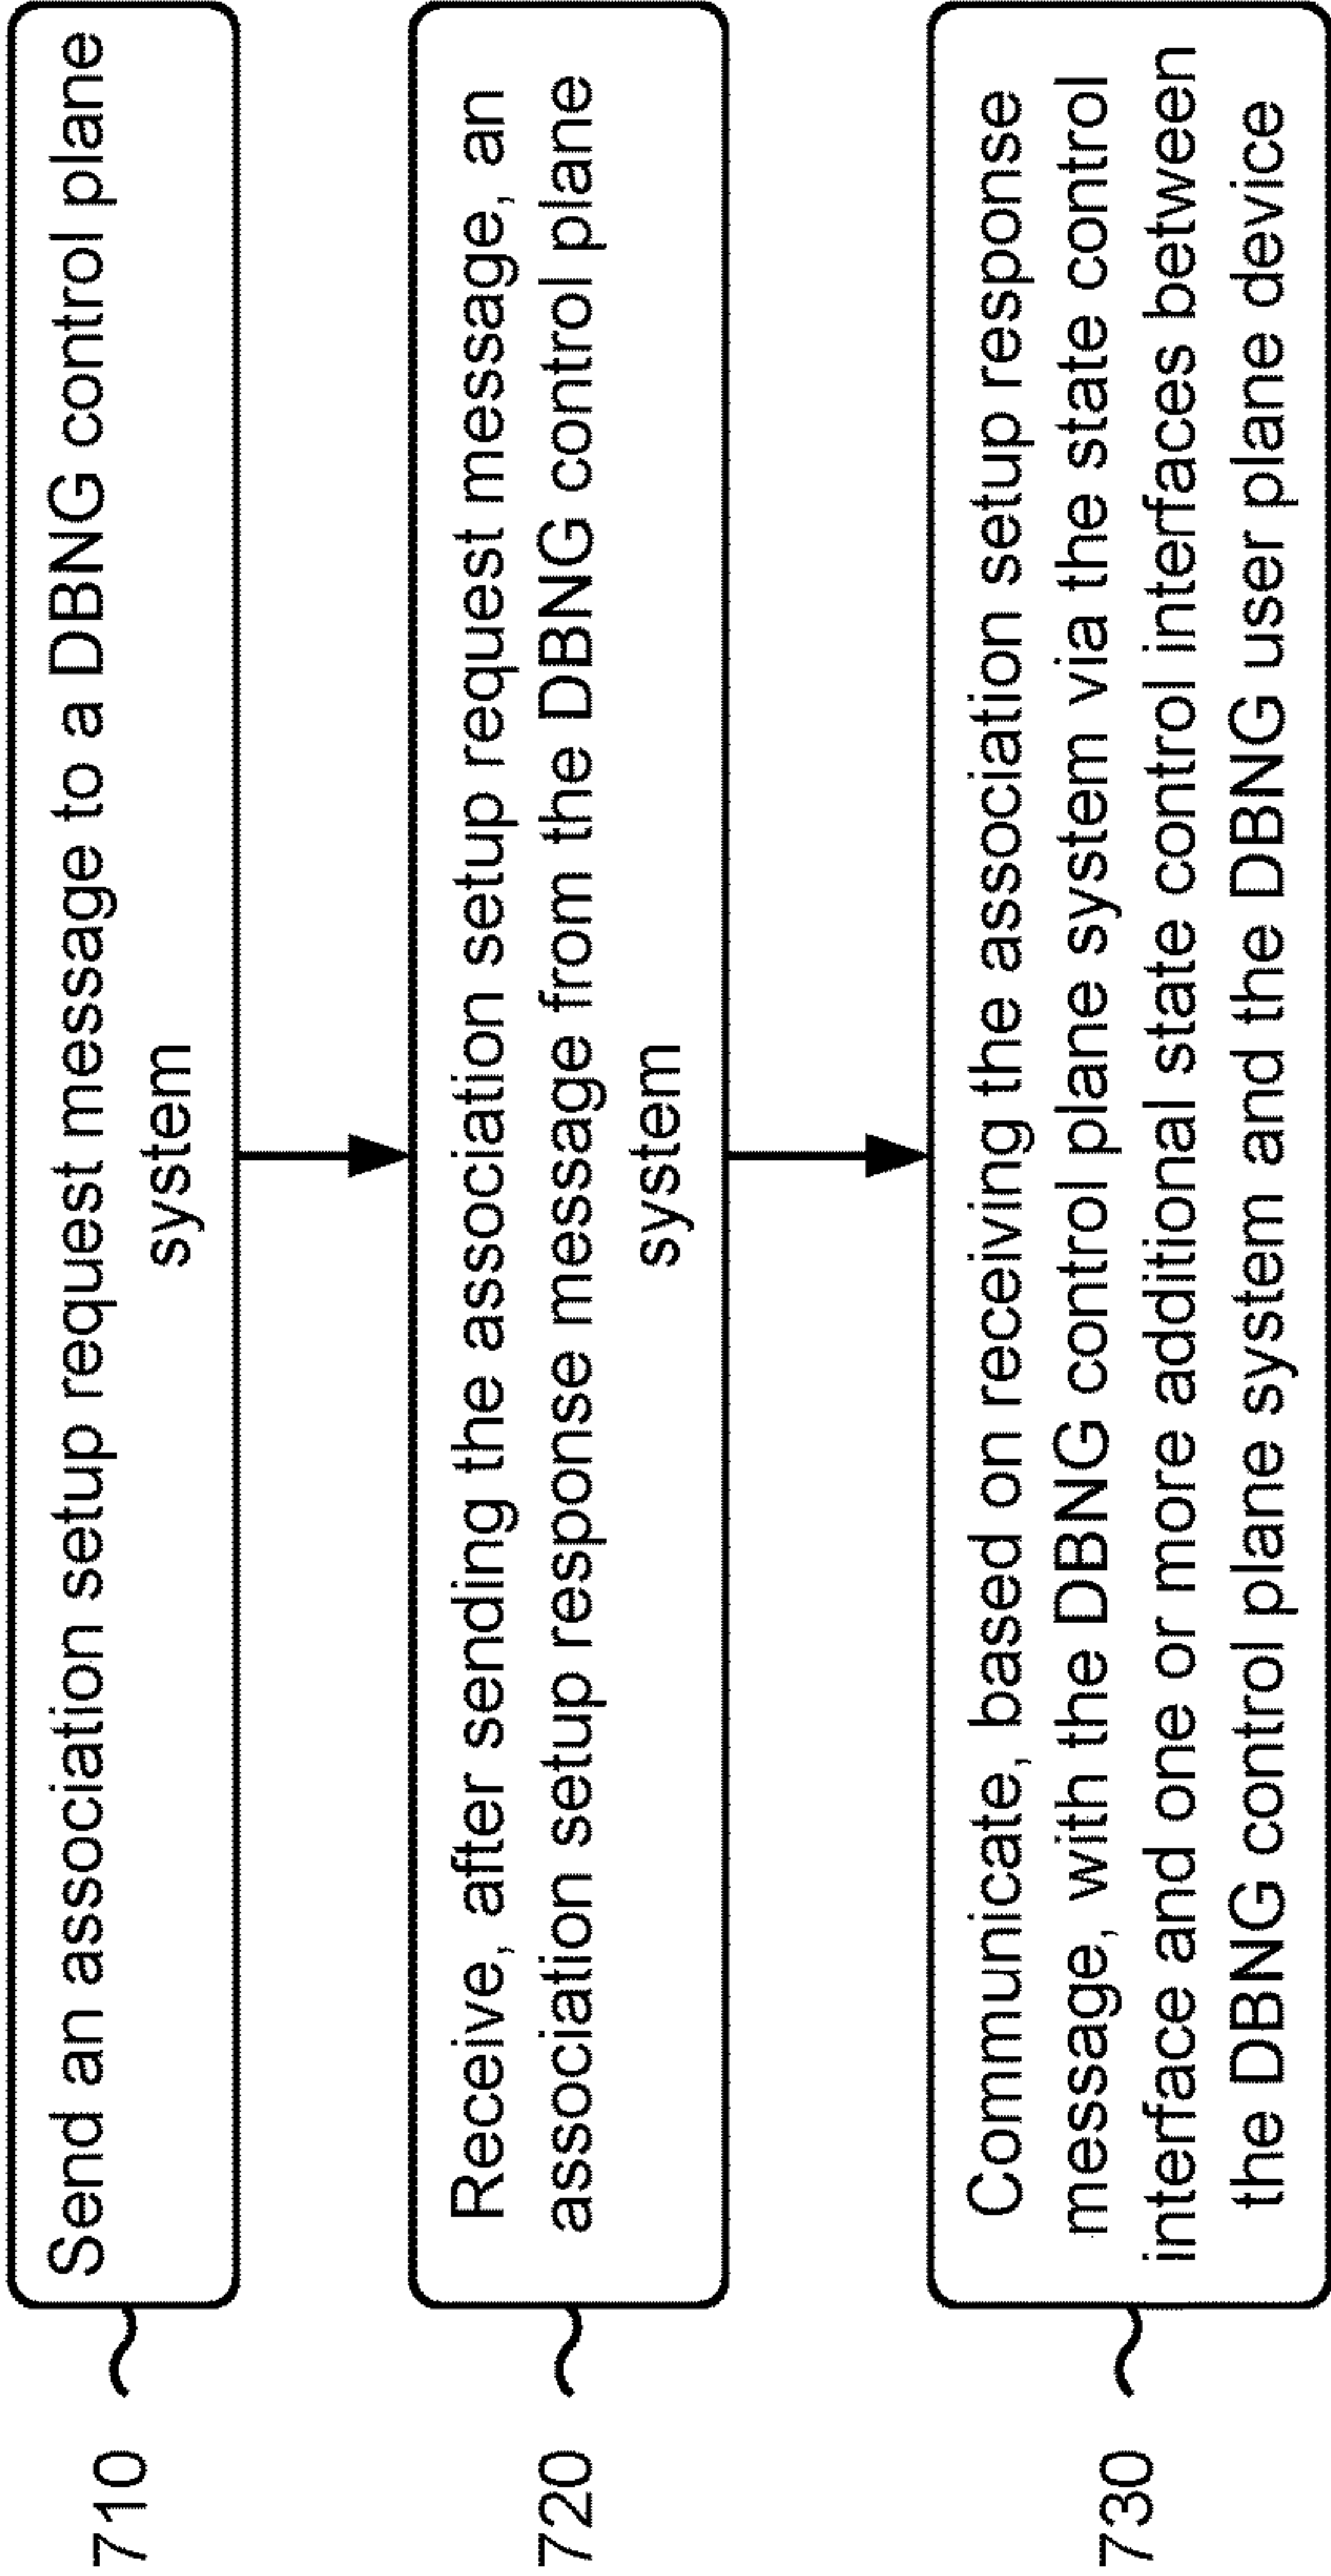 710
Send an association setup request message to a DBNG control plane
system
720
Receive, after sending the association setup request message, an
association setup response message from the DBNG control plane
system
730
Communicate, based on receiving the association setup response
message, with the DBNG control plane system via the state control
interface and one or more additional state control interfaces between
the DBNG control plane system and the DBNG user plane device